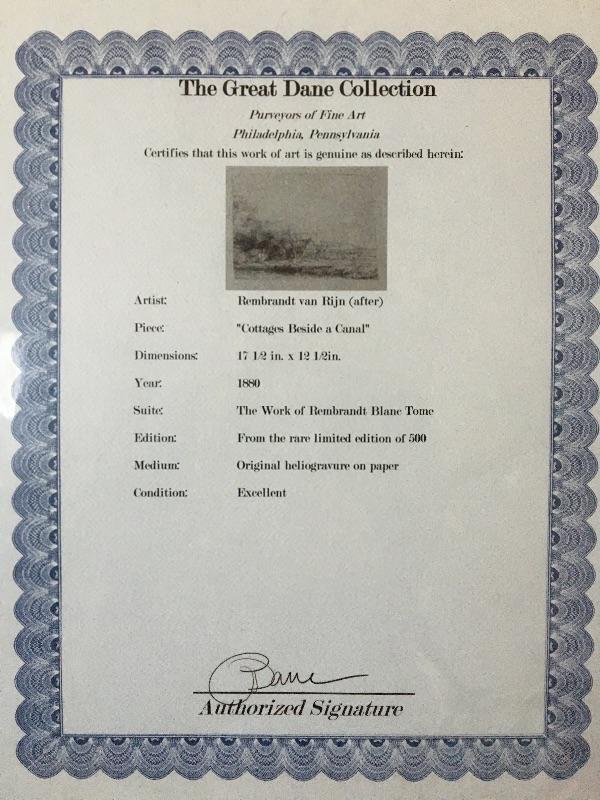 The Great Dane Collection
Purveyors of Fine Art
Philadelphia, Pennsylvania
Certifies that this work of art is genuine as described herein:
Artist: Rembrandt van Rijn (after)
Piece: "Cottages Beside a Canal"
Dimensions: 17 1/2 in. x 12 1/2in.
Year: 1880
Suite: The Work of Rembrandt Blanc Tome
Edition: From the rare limited edition of 500
Medium: Original heliogravure on paper
Condition: Excellent
Dane
Authorized Signature